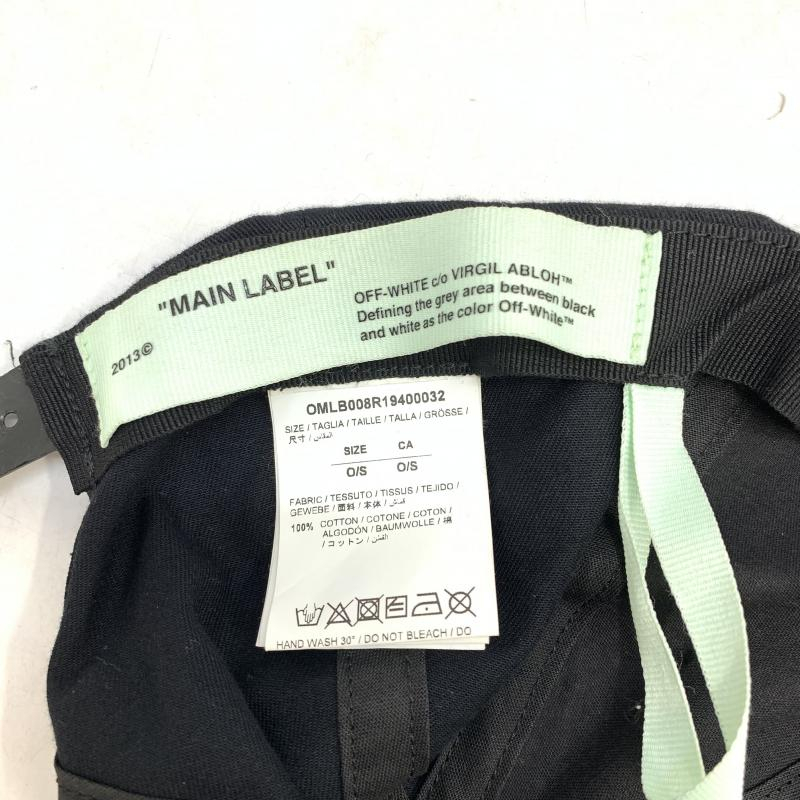 "MAIN LABEL"
2013©
OFF-WHITE c/o VIRGIL ABLOH™
Defining the grey area between black
and white as the color Off-White™
OMLB008R19400032
SIZE / TAGLIA / TAILLE / TALLA / GRÖSSE /
尺寸 / المقاس
SIZE CA
O/S O/S
FABRIC / TESSUTO / TISSUS / TEJIDO /
GEWEBE / 面料 / 本体 / قماش
100% COTTON / COTONE / COTON /
ALGODÓN / BAUMWOLLE / 棉
/ コットン / القطن
HAND WASH 30° / DO NOT BLEACH / DO